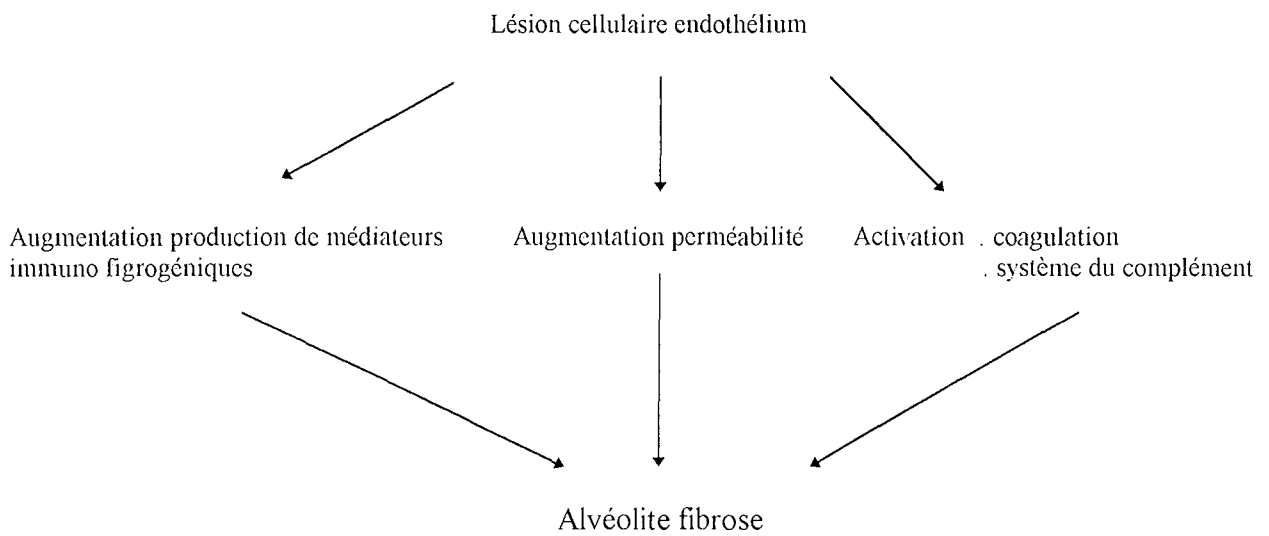 Lésion cellulaire endothélium
Augmentation production de médiateurs
immuno figrogéniques
Augmentation perméabilité
Activation . coagulation
. système du complément
Alvéolite fibrose